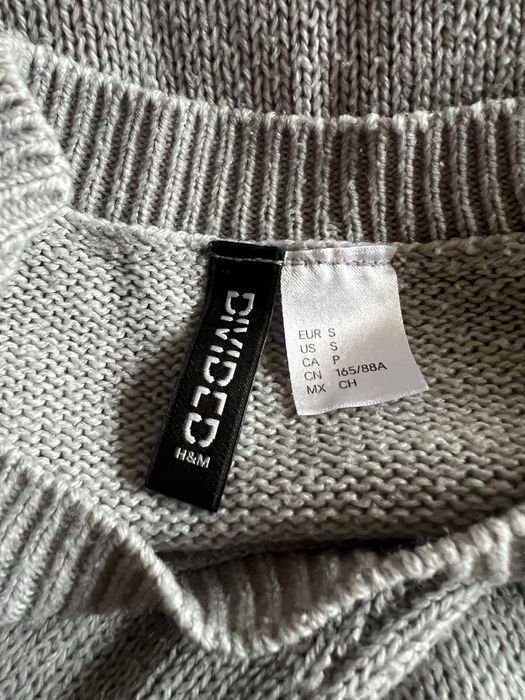 DIVIDED
H&M
EUR S
US S
CA P
CN 165/88A
MX CH